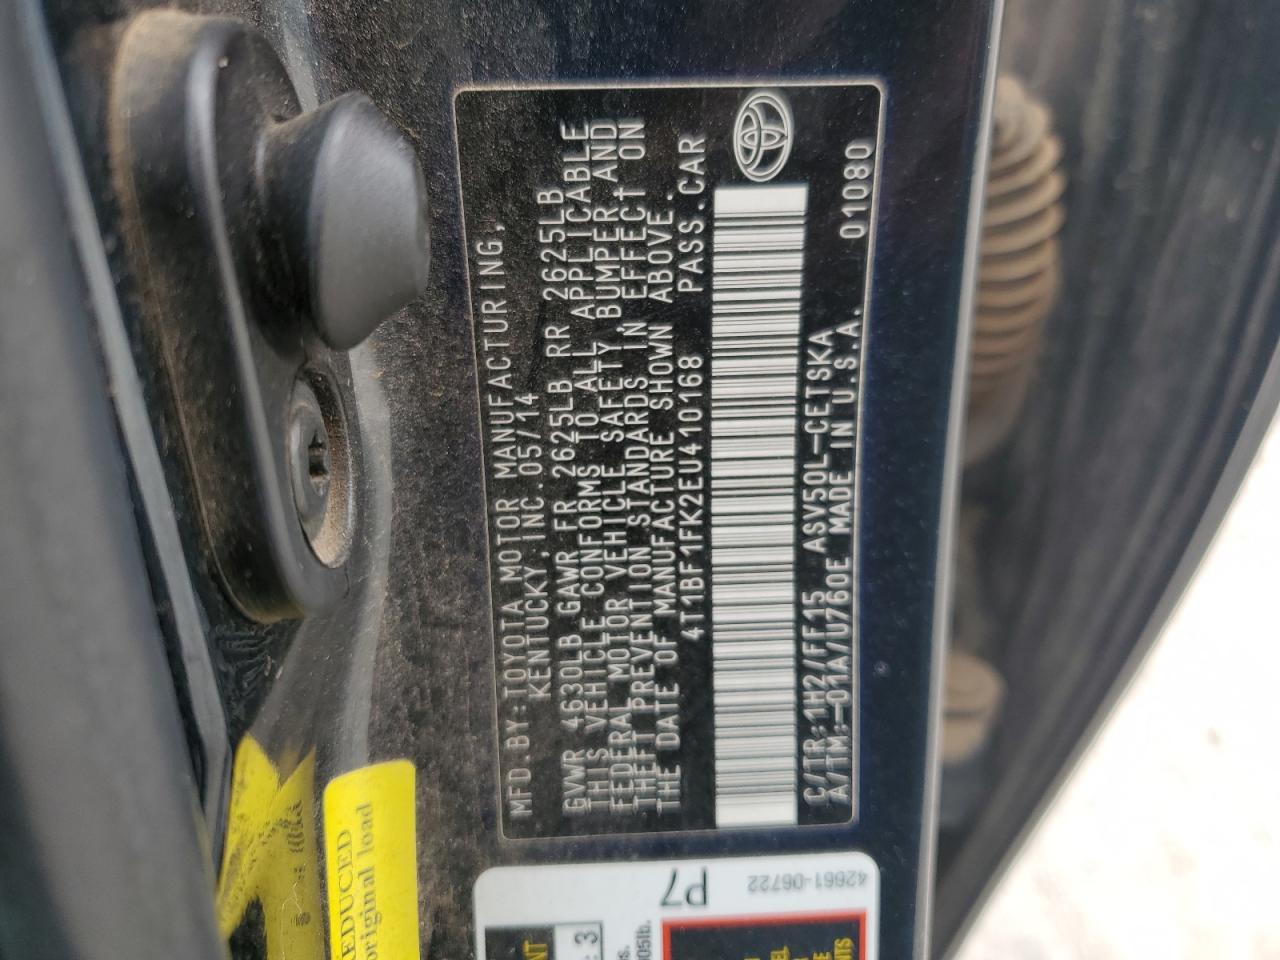 MFD.BY:TOYOTA MOTOR MANUFACTURING,
KENTUCKY,INC.05/14
GVWR 4630LB GAWR FR 2625LB RR 2625LB
THIS VEHICLE CONFORMS TO ALL APPLICABLE
FEDERAL MOTOR VEHICLE SAFETY,BUMPER,AND
THEFT PREVENTION STANDARDS IN EFFECT ON
THE DATE OF MANUFACTURE SHOWN ABOVE.
4T1BF1FK2EU410168 PASS.CAR
C/TR:1H2/FF15 ASV50L-CETSKA 01080
A/TM:-01A/U760E MADE IN U.S.A.
P7
42661-06722
REDUCED
original load
: 3